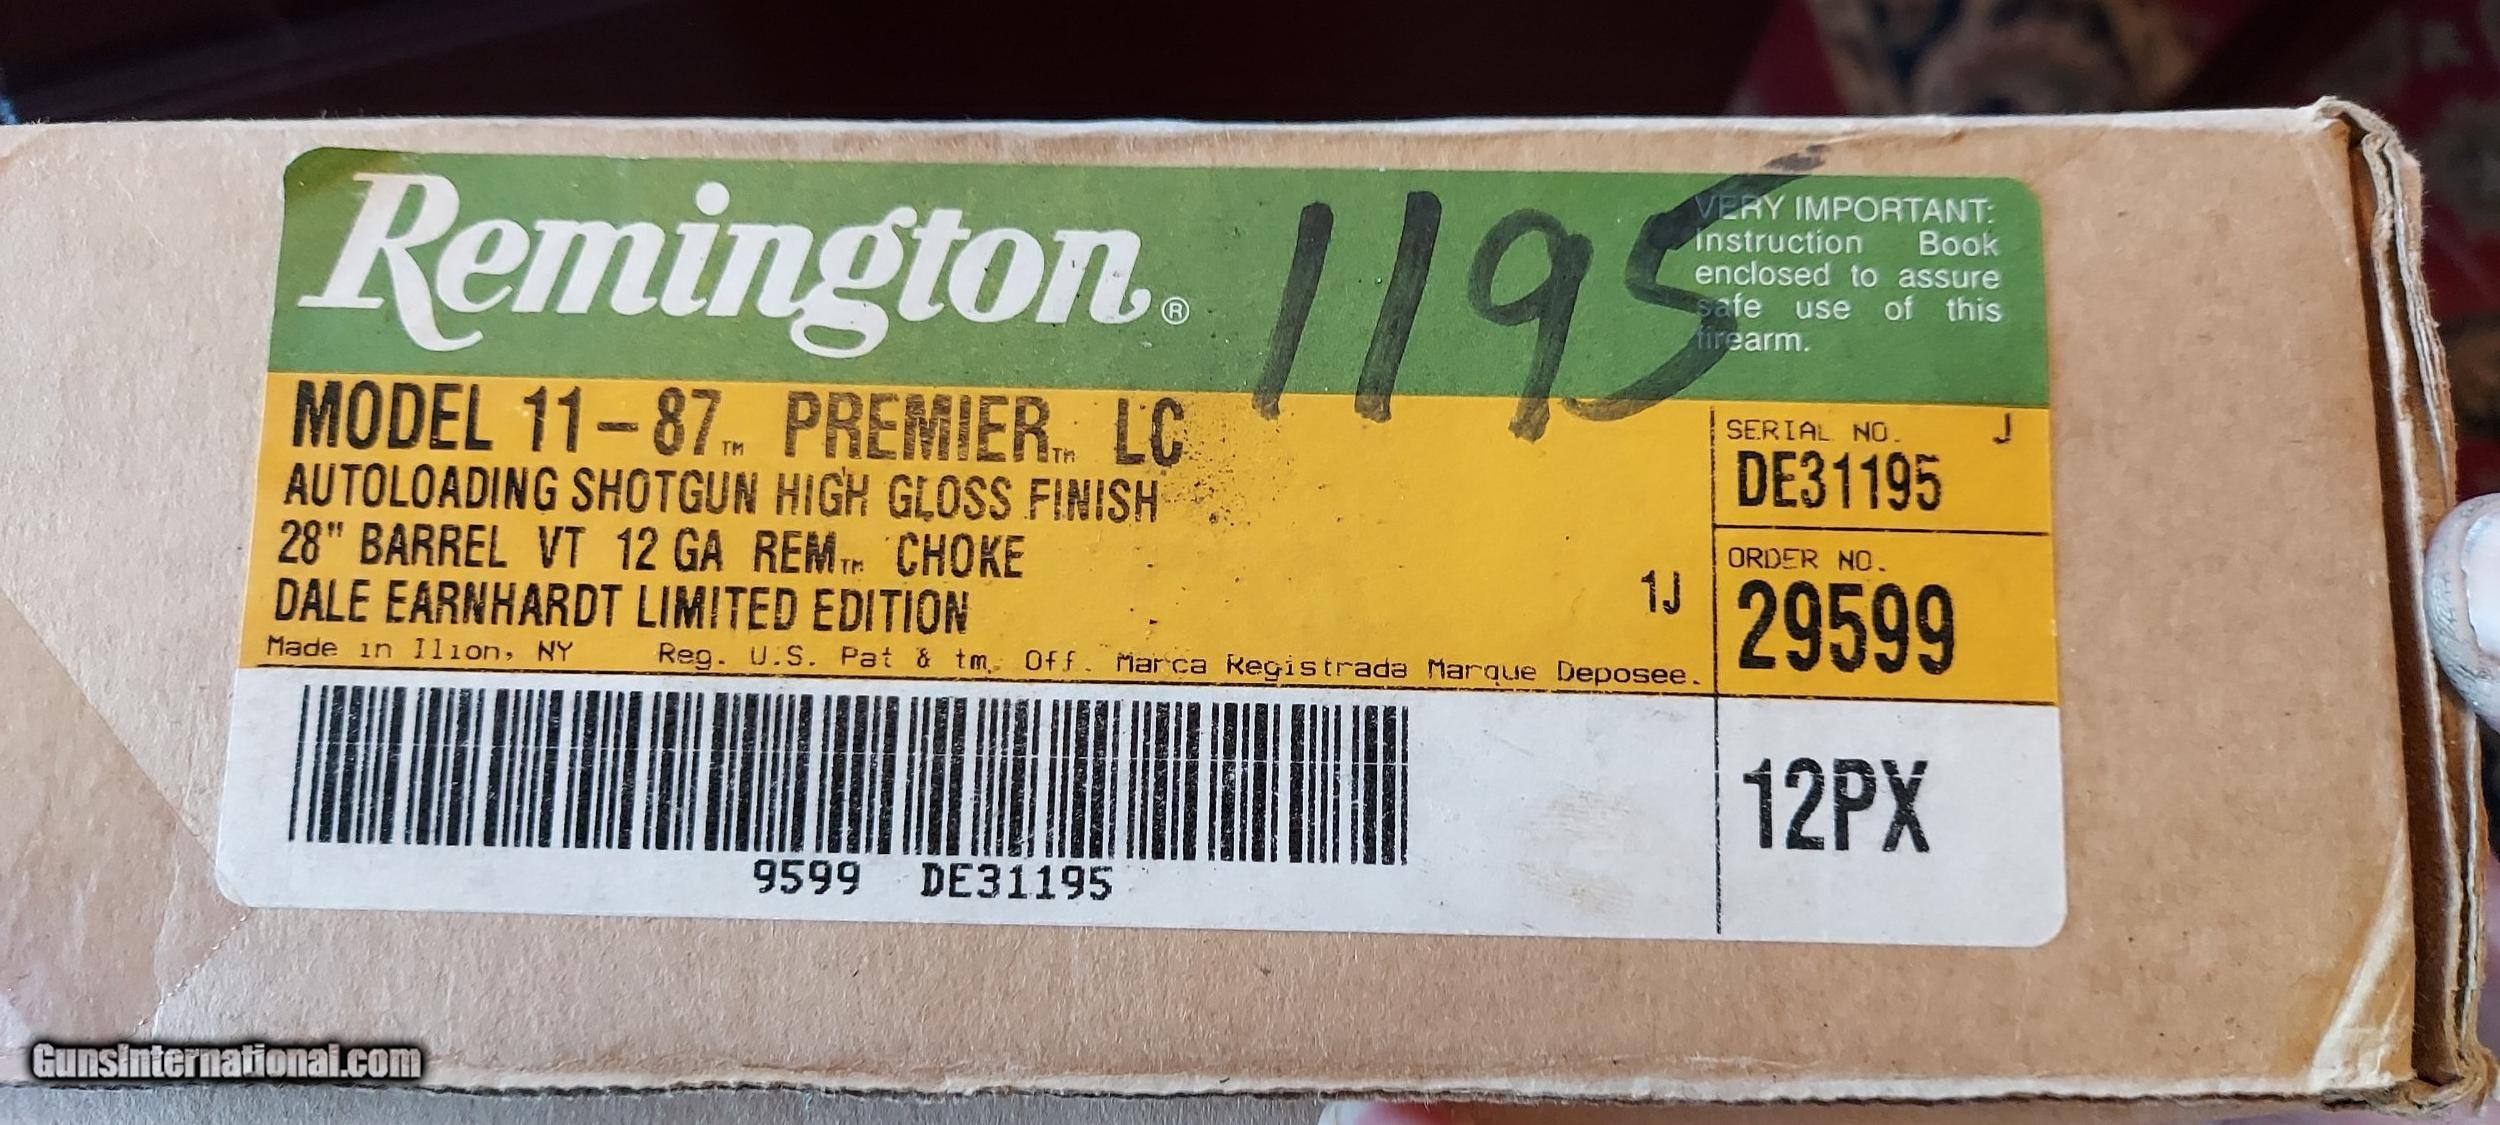 Remington®
1195
VERY IMPORTANT:
Instruction Book
enclosed to assure
safe use of this
firearm.
MODEL 11-87™ PREMIER™ LC
AUTOLOADING SHOTGUN HIGH GLOSS FINISH
28" BARREL VT 12 GA REM™ CHOKE
DALE EARNHARDT LIMITED EDITION
1J
Made in Ilion, NY Reg. U.S. Pat & tm. Off. Marca Registrada Marque Deposee.
SERIAL NO. J
DE31195
ORDER NO.
29599
12PX
9599 DE31195
GunsInternational.com